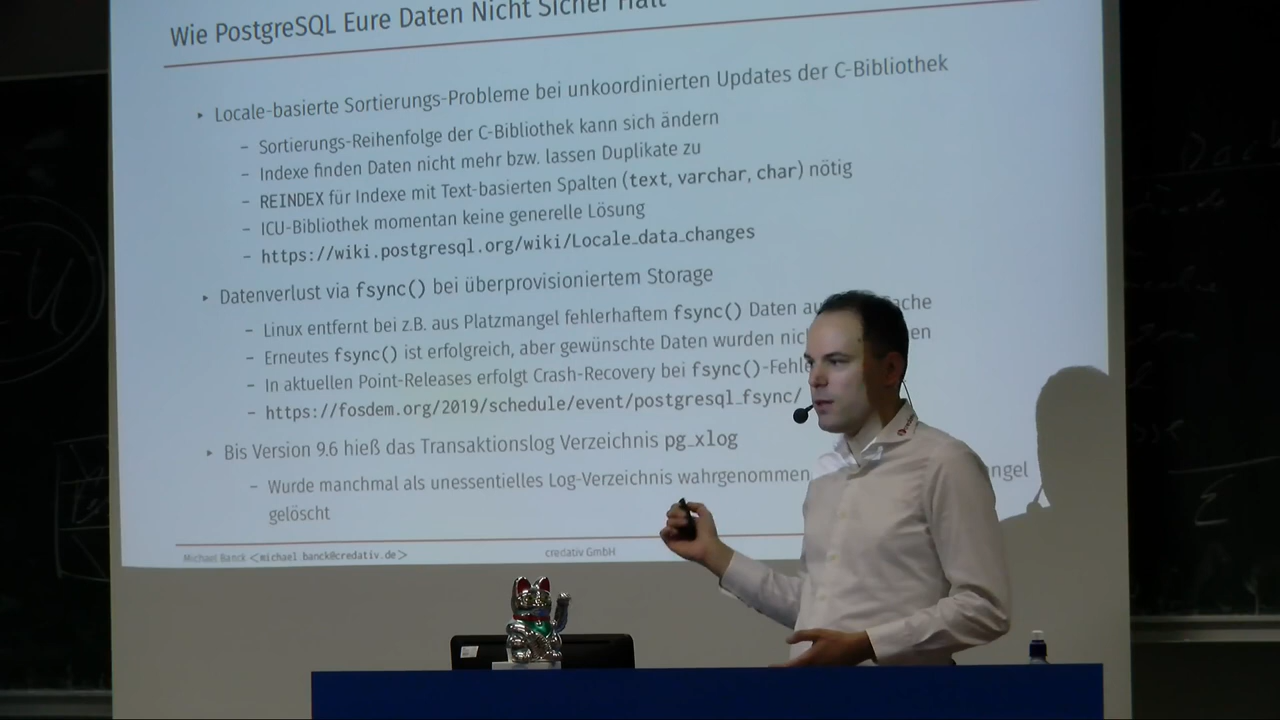 Wie PostgreSQL Eure Daten Nicht Sicher Hält
▸ Locale-basierte Sortierungs-Probleme bei unkoordinierten Updates der C-Bibliothek
– Sortierungs-Reihenfolge der C-Bibliothek kann sich ändern
– Indexe finden Daten nicht mehr bzw. lassen Duplikate zu
– REINDEX für Indexe mit Text-basierten Spalten (text, varchar, char) nötig
– ICU-Bibliothek momentan keine generelle Lösung
– https://wiki.postgresql.org/wiki/Locale_data_changes
▸ Datenverlust via fsync() bei überprovisioniertem Storage
– Linux entfernt bei z.B. aus Platzmangel fehlerhaftem fsync() Daten
– Erneutes fsync() ist erfolgreich, aber gewünschte Daten wurden
– In aktuellen Point-Releases erfolgt Crash-Recovery bei
– https://fosdem.org/2019/schedule/event/postgresql_fsync/
▸ Bis Version 9.6 hieß das Transaktionslog Verzeichnis pg_xlog
– Wurde manchmal als unessentielles Log-Verzeichnis wahrgenommen
gelöscht
Michael Banck <michael.banck@credativ.de> credativ GmbH